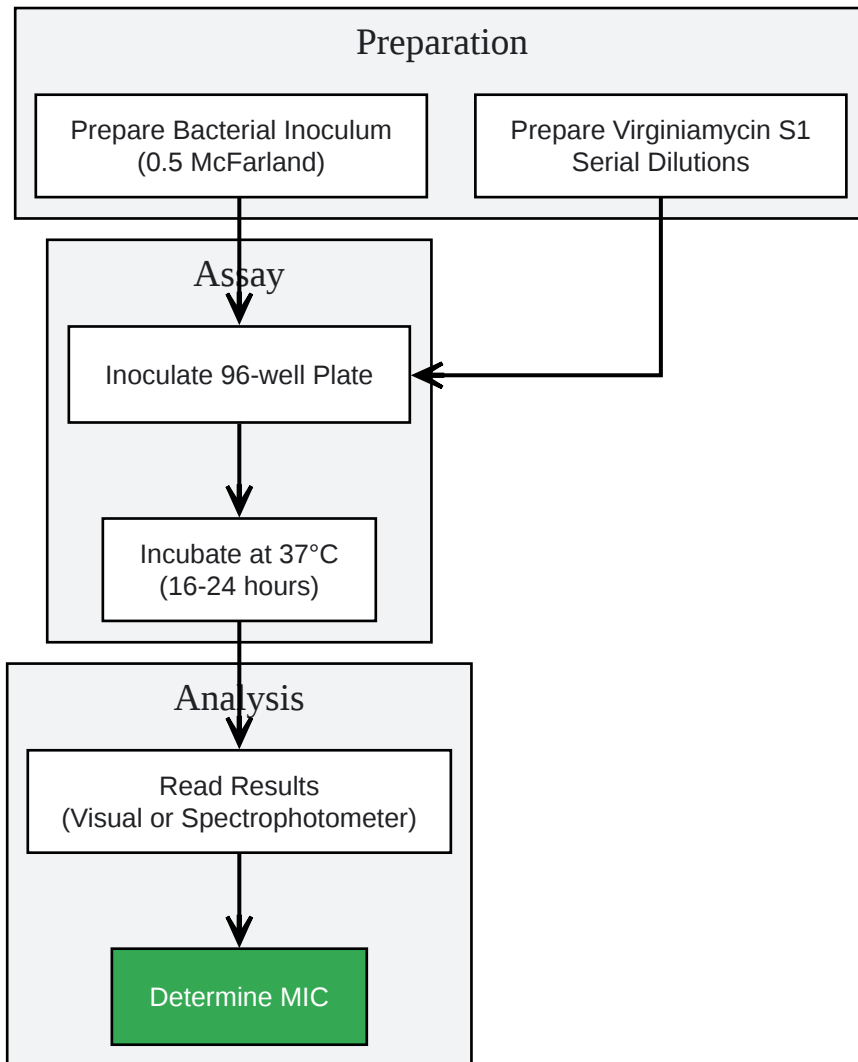 Preparation
Prepare Bacterial Inoculum
(0.5 McFarland)
Prepare Virginiamycin S1
Serial Dilutions
Assay
Inoculate 96-well Plate
Incubate at 37°C
(16-24 hours)
Analysis
Read Results
(Visual or Spectrophotometer)
Determine MIC